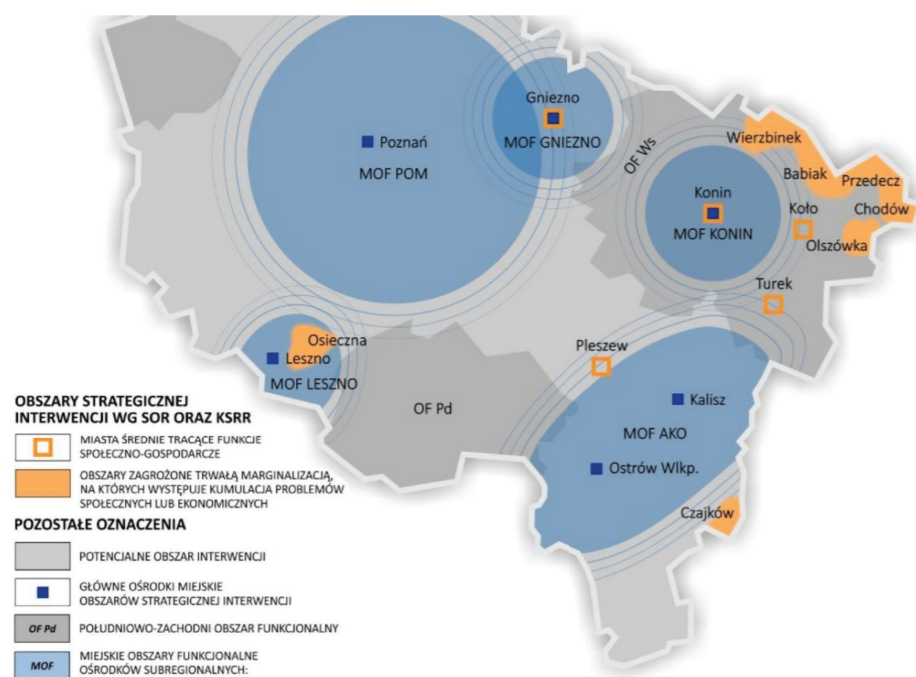 Gniezno
MOF GNIEZNO
Poznań
MOF POM
OF Ws
Wierzbinek
Babiak
Przedecz
Konin
MOF KONIN
Koło
Chodów
Olszówka
Turek
Osieczna
Leszno
MOF LESZNO
Pleszew
OF Pd
Kalisz
MOF AKO
Ostrów Wlkp.
Czajków
OBSZARY STRATEGICZNEJ
INTERWENCJI WG SOR ORAZ KSRR
MIASTA ŚREDNIE TRACĄCE FUNKCJE
SPOŁECZNO-GOSPODARCZE
OBSZARY ZAGROŻONE TRWAŁĄ MARGINALIZACJĄ,
NA KTÓRYCH WYSTĘPUJE KUMULACJA PROBLEMÓW
SPOŁECZNYCH LUB EKONOMICZNYCH
POZOSTAŁE OZNACZENIA
POTENCJALNE OBSZAR INTERWENCJI
GŁÓWNE OŚRODKI MIEJSKIE
OBSZARÓW STRATEGICZNEJ INTERWENCJI
OF Pd
POŁUDNIOWO-ZACHODNI OBSZAR FUNKCJONALNY
MOF
MIEJSKIE OBSZARY FUNKCJONALNE
OŚRODKÓW SUBREGIONALNYCH: